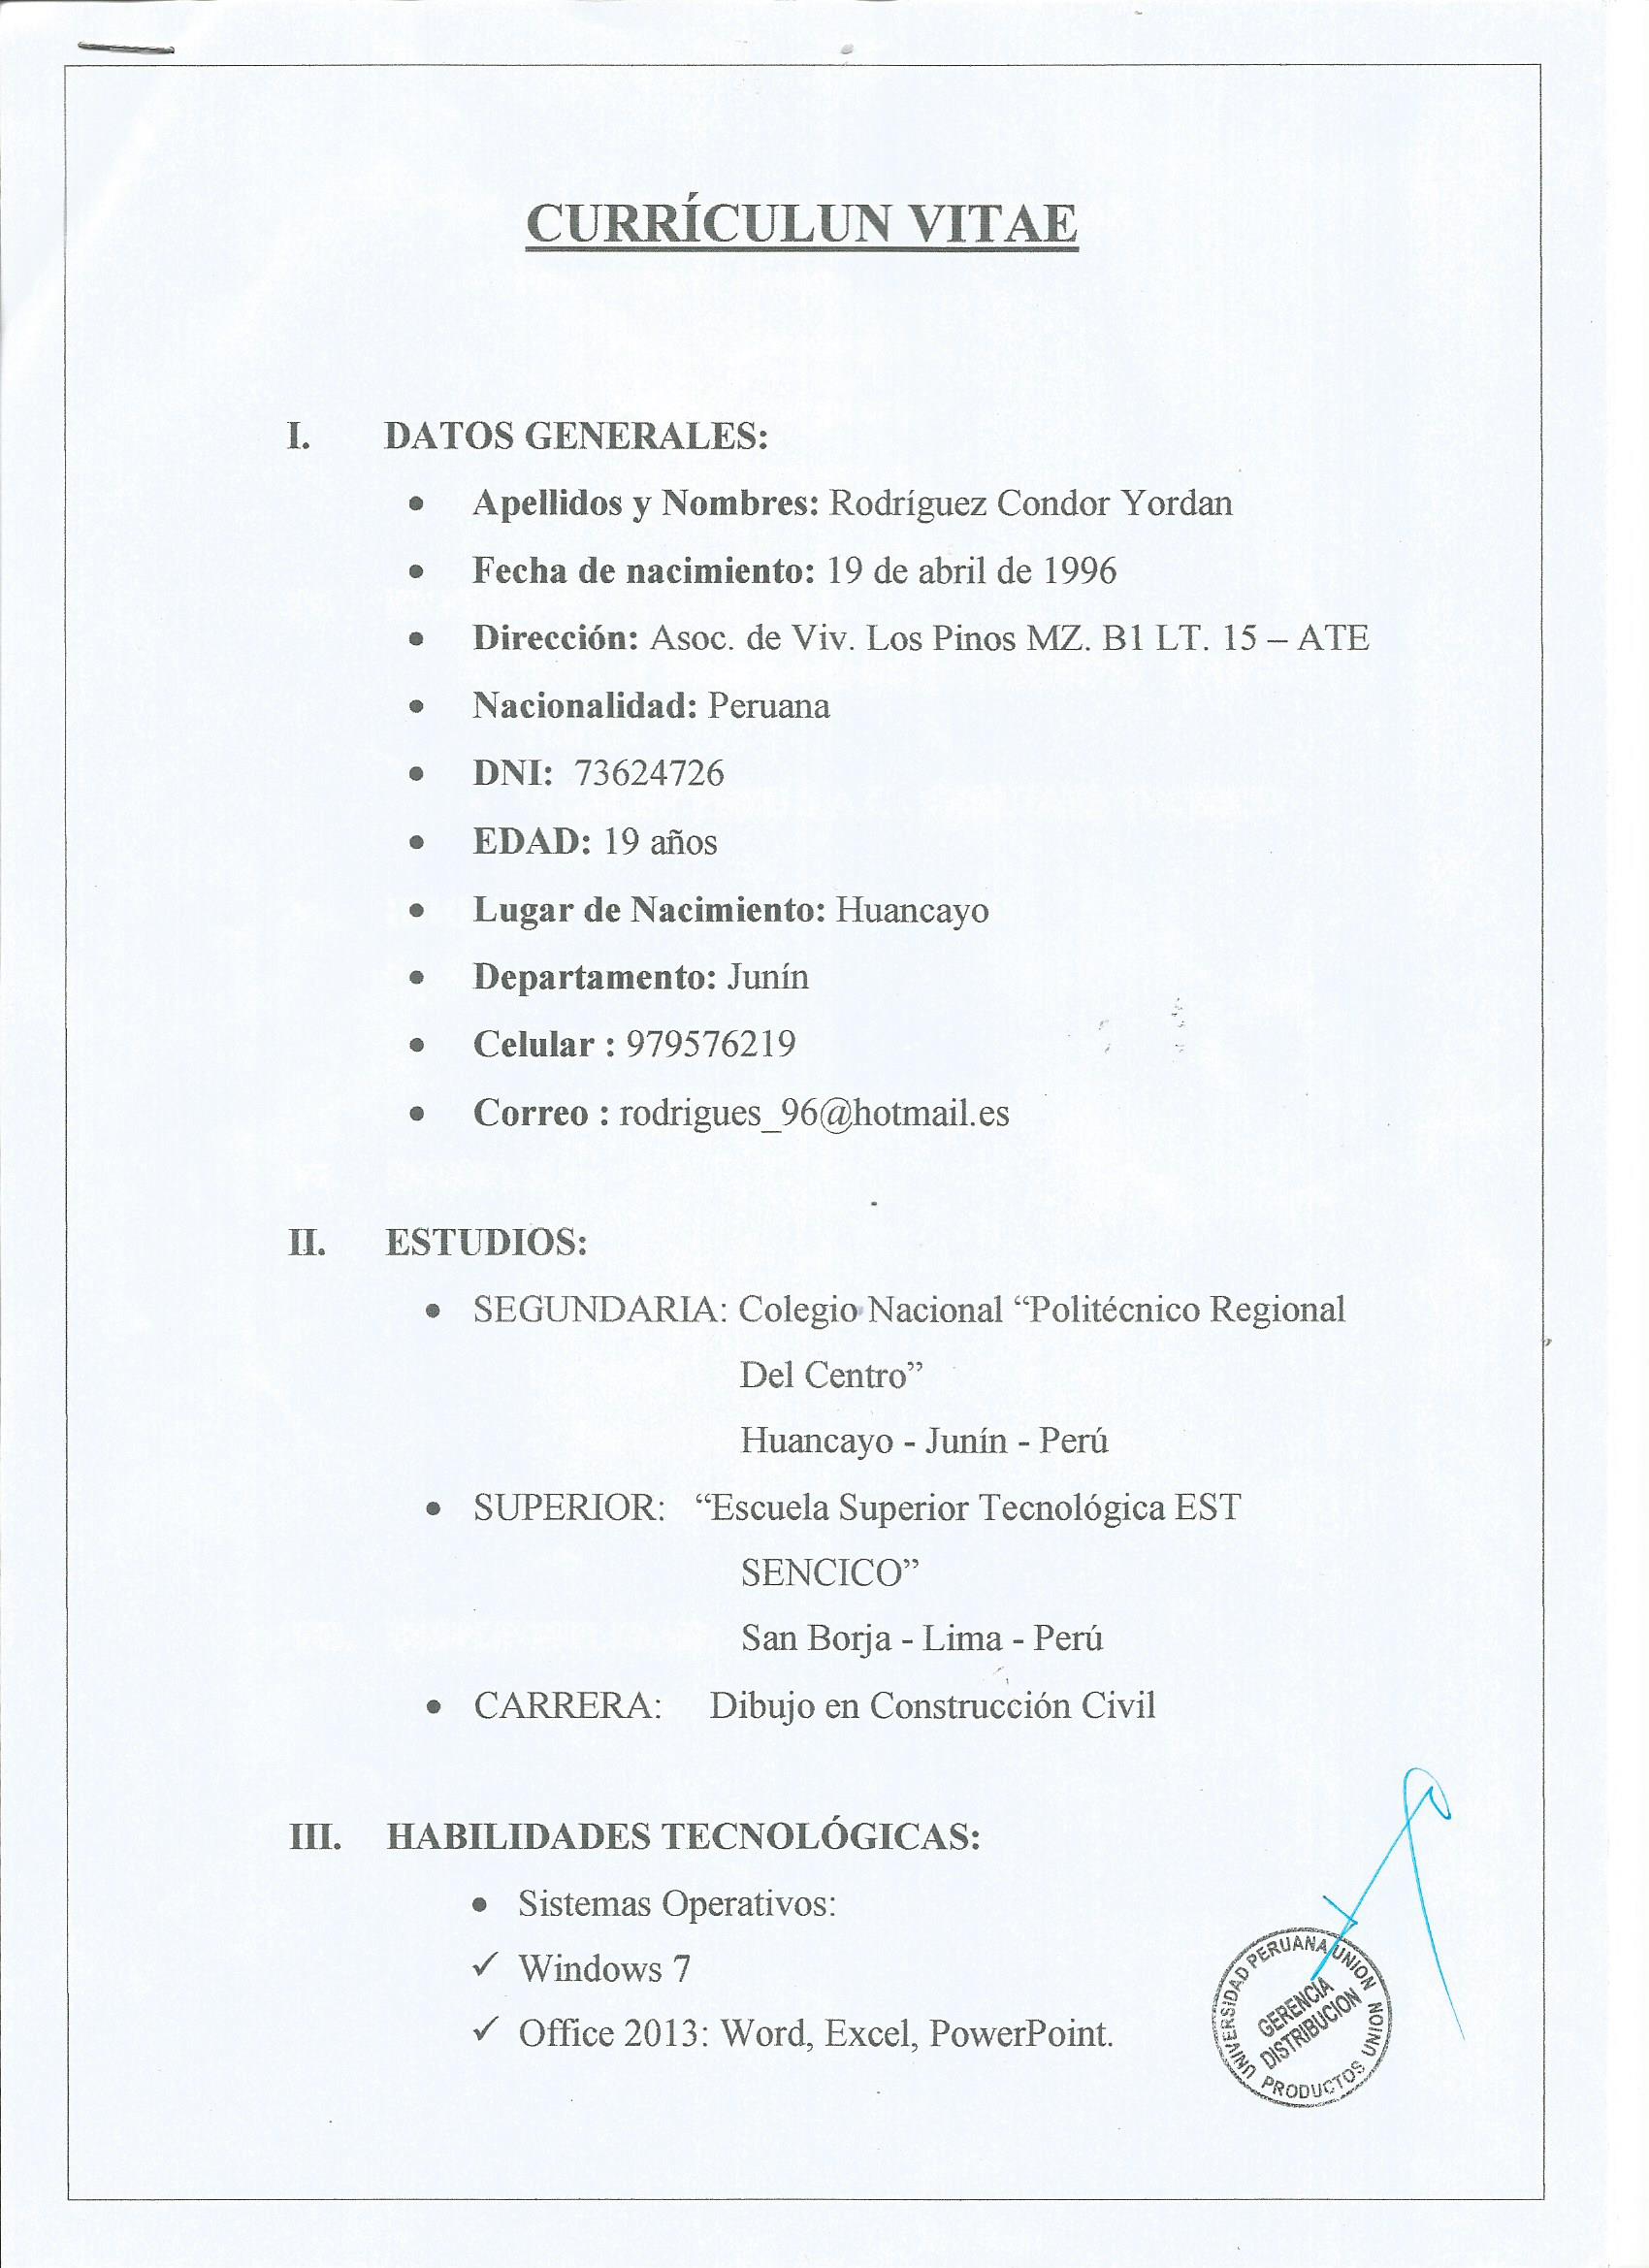 CURRÍCULUN VITAE
I. DATOS GENERALES:
• Apellidos y Nombres: Rodríguez Condor Yordan
• Fecha de nacimiento: 19 de abril de 1996
• Dirección: Asoc. de Viv. Los Pinos MZ. B1 LT. 15 – ATE
• Nacionalidad: Peruana
• DNI: 73624726
• EDAD: 19 años
• Lugar de Nacimiento: Huancayo
• Departamento: Junín
• Celular : 979576219
• Correo : rodrigues_96@hotmail.es
II. ESTUDIOS:
• SEGUNDARIA: Colegio Nacional “Politécnico Regional
Del Centro”
Huancayo - Junín - Perú
• SUPERIOR: “Escuela Superior Tecnológica EST
SENCICO”
San Borja - Lima - Perú
• CARRERA: Dibujo en Construcción Civil
III. HABILIDADES TECNOLÓGICAS:
• Sistemas Operativos:
✓ Windows 7
✓ Office 2013: Word, Excel, PowerPoint.
UNIVERSIDAD PERUANA UNION
GERENCIA
DISTRIBUCION
PRODUCTOS UNION